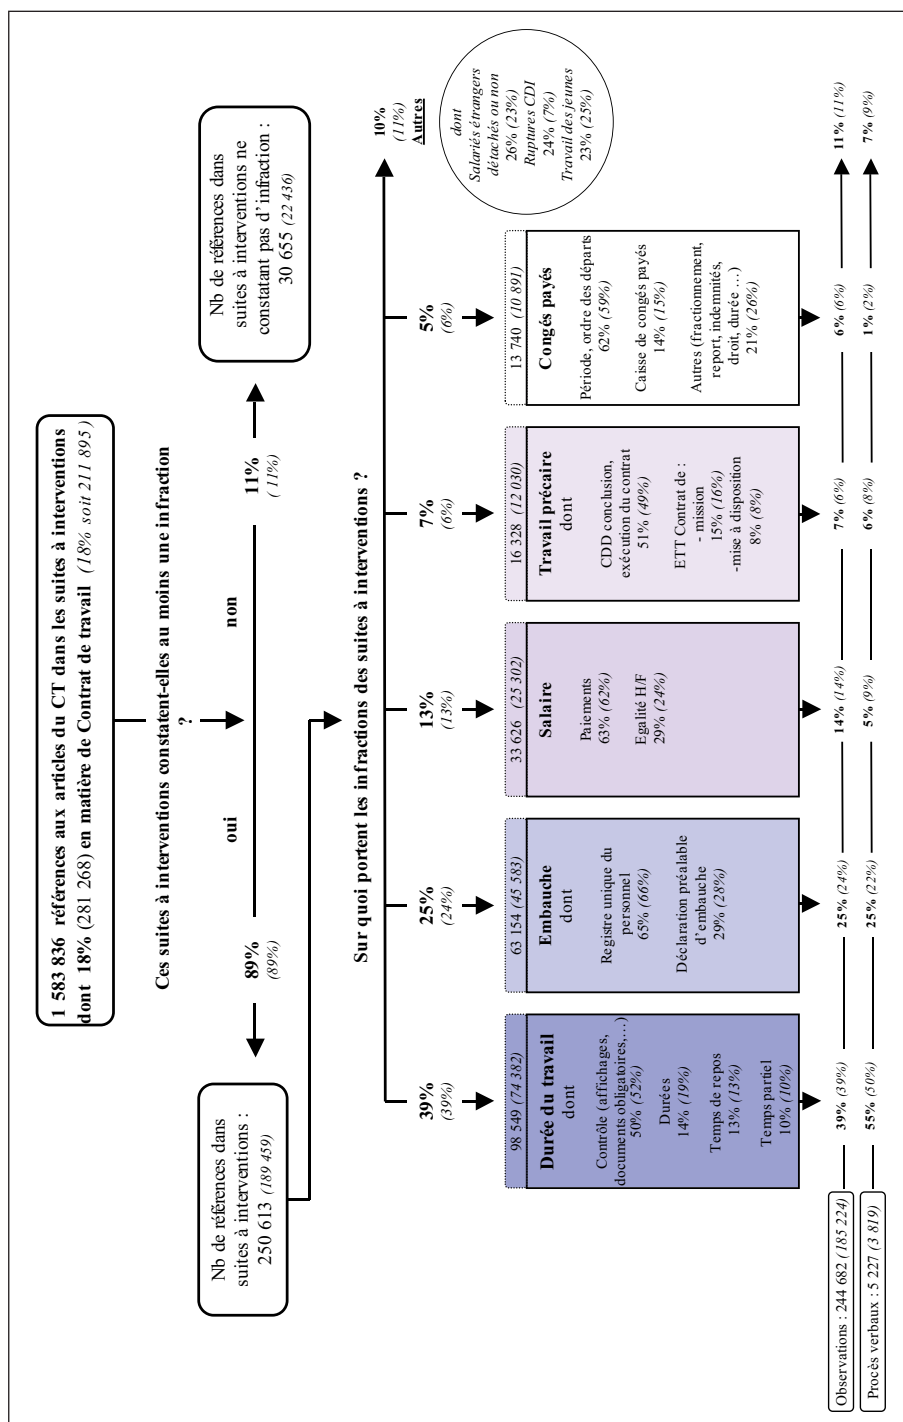 1 583 836 références aux articles du CT dans les suites à interventions
dont 18% (281 268) en matière de Contrat de travail (18% soit 211 895)
Ces suites à interventions constatent-elles au moins une infraction
?
oui
non
89%
(89%)
11%
( 11%)
Nb de références dans
suites à interventions :
250 613 (189 459)
Nb de références dans
suites à interventions ne
constatant pas d'infraction :
30 655 (22 436)
Sur quoi portent les infractions des suites à interventions ?
39%
(39%)
25%
(24%)
13%
(13%)
7%
(6%)
5%
(6%)
10%
(11%)
Autres
98 549 (74 382)
Durée du travail
dont
Contrôle (affichages,
documents obligatoires,…)
50% (52%)
Durées
14% (19%)
Temps de repos
13% (13%)
Temps partiel
10% (10%)
63 154 (45 583)
Embauche
dont
Registre unique du
personnel
65% (66%)
Déclaration préalable
d'embauche
29% (28%)
33 626 (25 302)
Salaire
Paiements
63% (62%)
Egalité H/F
29% (24%)
16 328 (12 030)
Travail précaire
dont
CDD conclusion,
exécution du contrat
51% (49%)
ETT Contrat de :
- mission
15% (16%)
-mise à disposition
8% (8%)
13 740 (10 891)
Congés payés
Période, ordre des départs
62% (59%)
Caisse de congés payés
14% (15%)
Autres (fractionnement,
report, indemnités,
droit, durée …)
21% (26%)
dont
Salariés étrangers
détachés ou non
26% (23%)
Ruptures CDI
24% (7%)
Travail des jeunes
23% (25%)
Observations : 244 682 (185 224)
39% (39%)
25% (24%)
14% (14%)
7% (6%)
6% (6%)
11% (11%)
Procès verbaux : 5 227 (3 819)
55% (50%)
25% (22%)
5% (9%)
6% (8%)
1% (2%)
7% (9%)